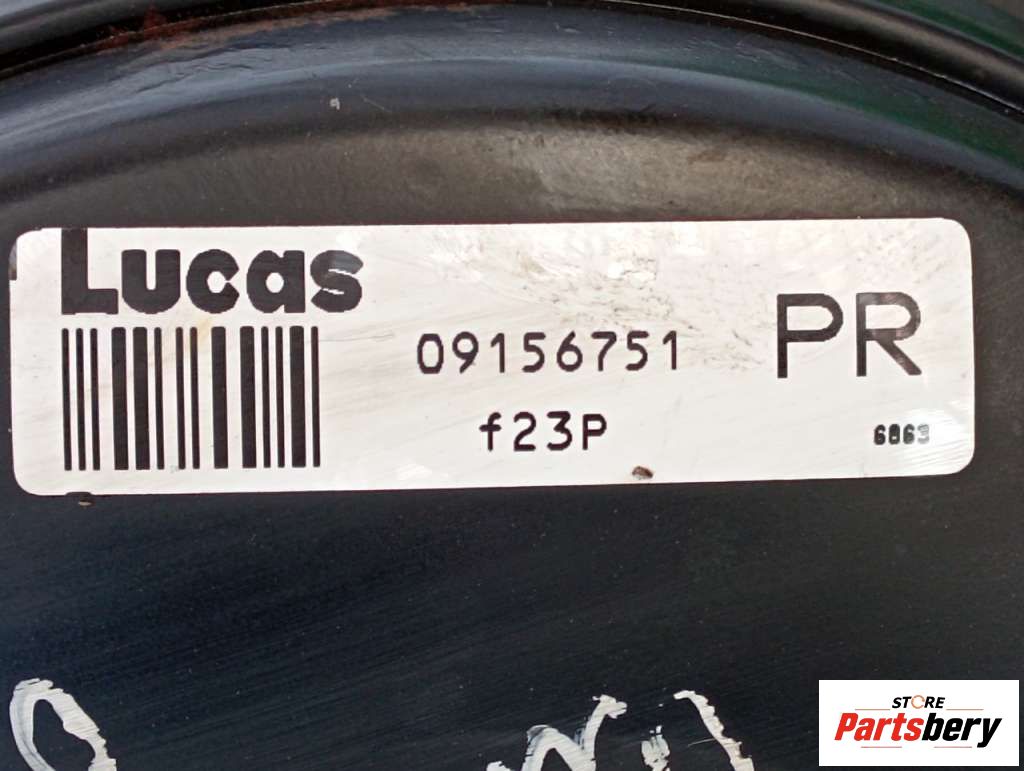 Lucas
09156751
PR
f23P
6863
STORE
Partsbery